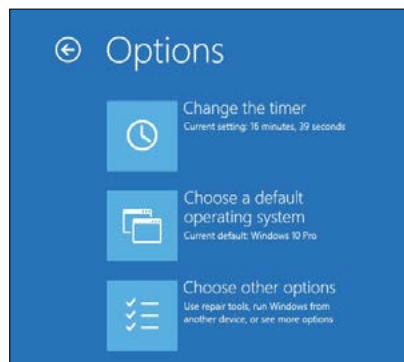 Options
Change the timer
Current setting: 16 minutes, 39 seconds
Choose a default
operating system
Current default: Windows 10 Pro
Choose other options
Use repair tools, run Windows from
another device, or see more options